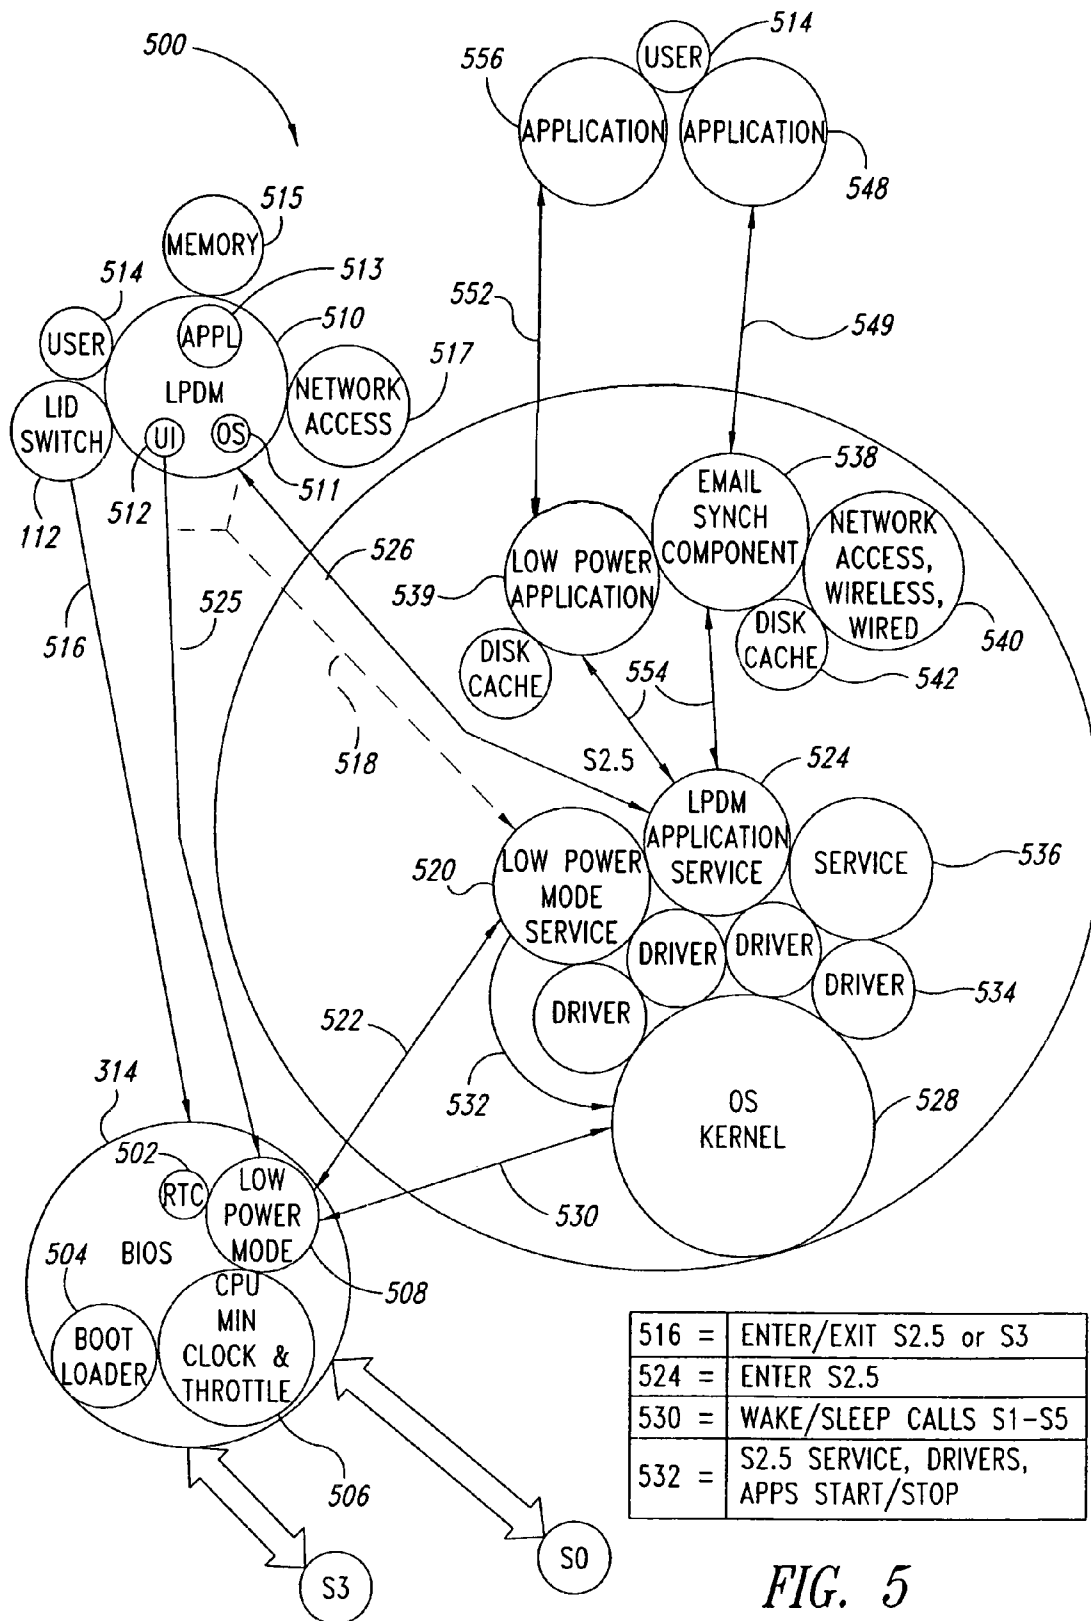 500
556
USER
514
APPLICATION
APPLICATION
548
515
MEMORY
513
514
510
552
549
USER
APPL
517
LPDM
NETWORK
ACCESS
LID
SWITCH
UI
OS
512
511
112
538
EMAIL
SYNCH
COMPONENT
NETWORK
ACCESS,
WIRELESS,
WIRED
540
526
LOW POWER
APPLICATION
539
525
516
DISK
CACHE
DISK
CACHE
542
554
518
S2.5
524
LPDM
APPLICATION
SERVICE
520
LOW POWER
MODE
SERVICE
SERVICE
536
DRIVER
DRIVER
DRIVER
DRIVER
534
522
532
OS
KERNEL
528
314
502
RTC
LOW
POWER
MODE
530
504
BIOS
508
BOOT
LOADER
CPU
MIN
CLOCK &
THROTTLE
506
S3
S0
516 = ENTER/EXIT S2.5 or S3
524 = ENTER S2.5
530 = WAKE/SLEEP CALLS S1-S5
532 = S2.5 SERVICE, DRIVERS,
APPS START/STOP
FIG. 5